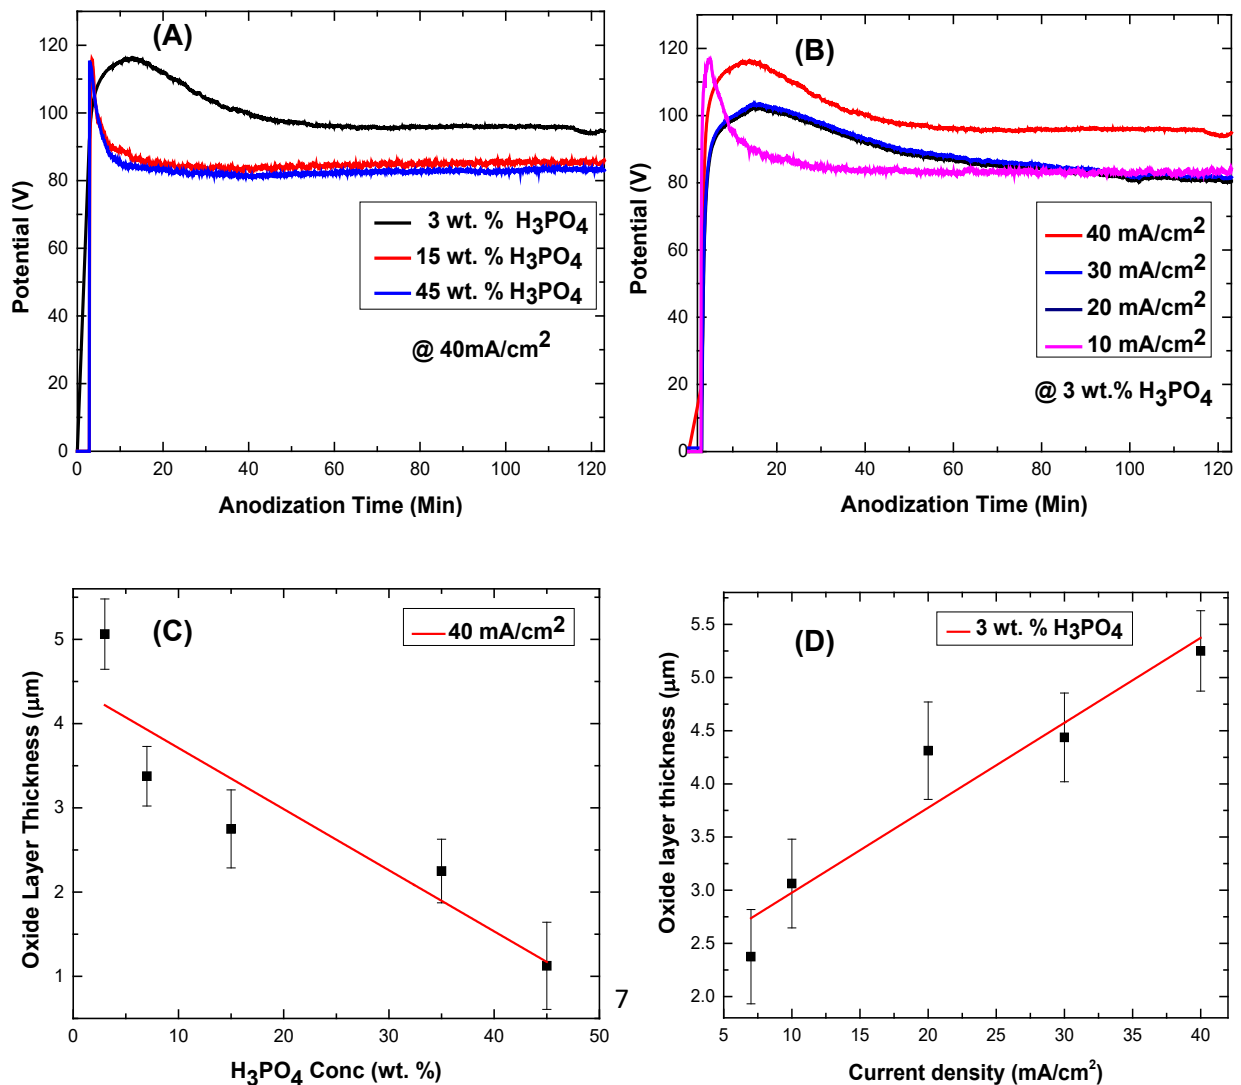 (A)
120
100
80
60
40
20
0
0
20
40
60
80
100
120
Potential (V)
Anodization Time (Min)
3 wt. % H₃PO₄
15 wt. % H₃PO₄
45 wt. % H₃PO₄
@ 40mA/cm²
(B)
120
100
80
60
40
20
0
20
40
60
80
100
120
Potential (V)
Anodization Time (Min)
40 mA/cm²
30 mA/cm²
20 mA/cm²
10 mA/cm²
@ 3 wt.% H₃PO₄
(C)
5
4
3
2
1
0
10
20
30
40
50
Oxide Layer Thickness (μm)
H₃PO₄ Conc (wt. %)
40 mA/cm²
7
(D)
5.5
5.0
4.5
4.0
3.5
3.0
2.5
2.0
5
10
15
20
25
30
35
40
Oxide layer thickness (μm)
Current density (mA/cm²)
3 wt. % H₃PO₄